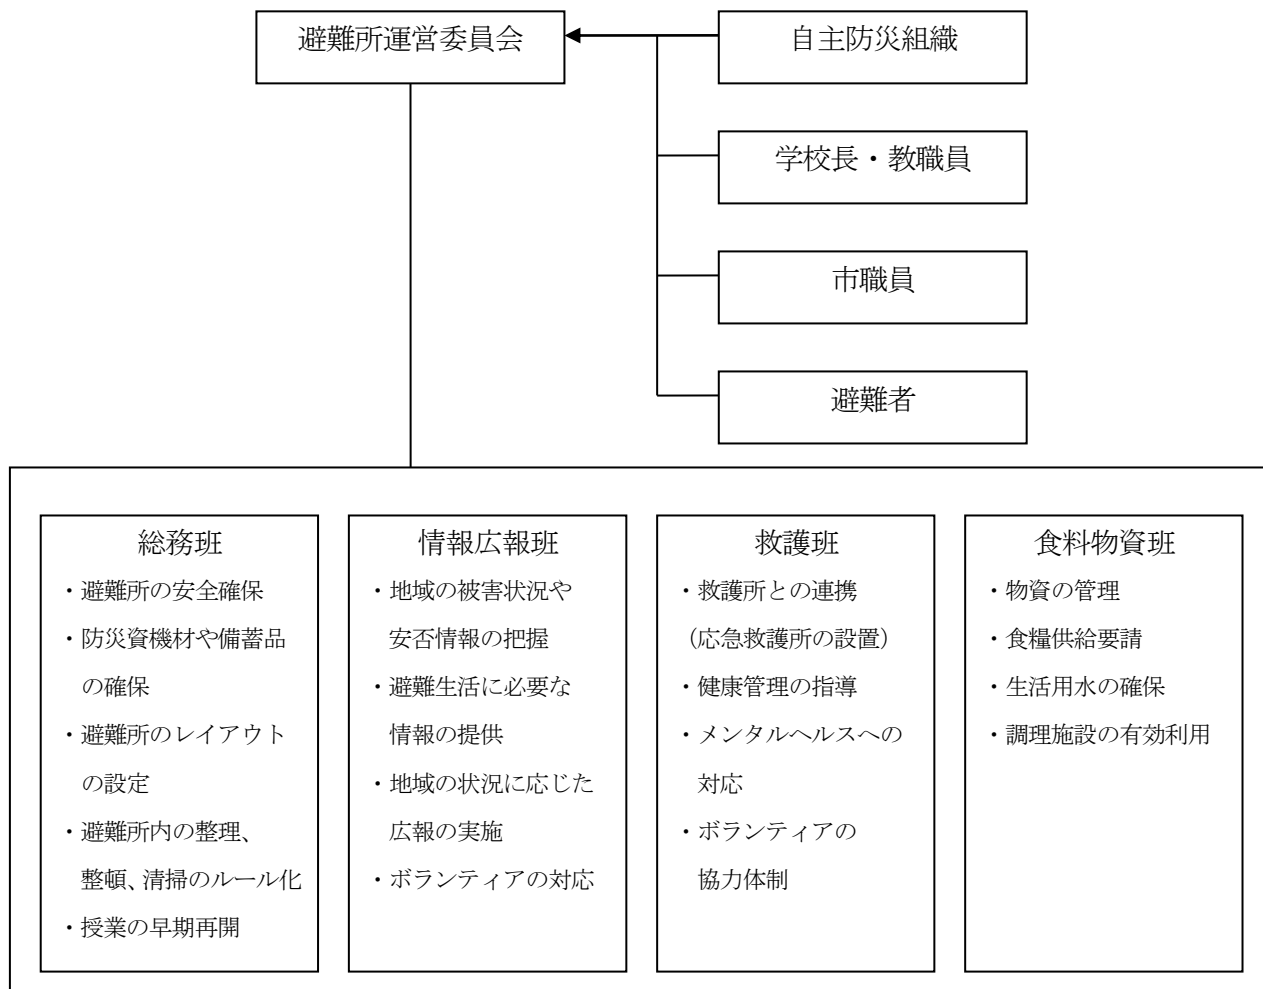 避難所運営委員会
自主防災組織
学校長・教職員
市職員
避難者
総務班
・避難所の安全確保
・防災資機材や備蓄品
の確保
・避難所のレイアウト
の設定
・避難所内の整理、
整頓、清掃のルール化
・授業の早期再開
情報広報班
・地域の被害状況や
安否情報の把握
・避難生活に必要な
情報の提供
・地域の状況に応じた
広報の実施
・ボランティアの対応
救護班
・救護所との連携
（応急救護所の設置）
・健康管理の指導
・メンタルヘルスへの
対応
・ボランティアの
協力体制
食料物資班
・物資の管理
・食糧供給要請
・生活用水の確保
・調理施設の有効利用